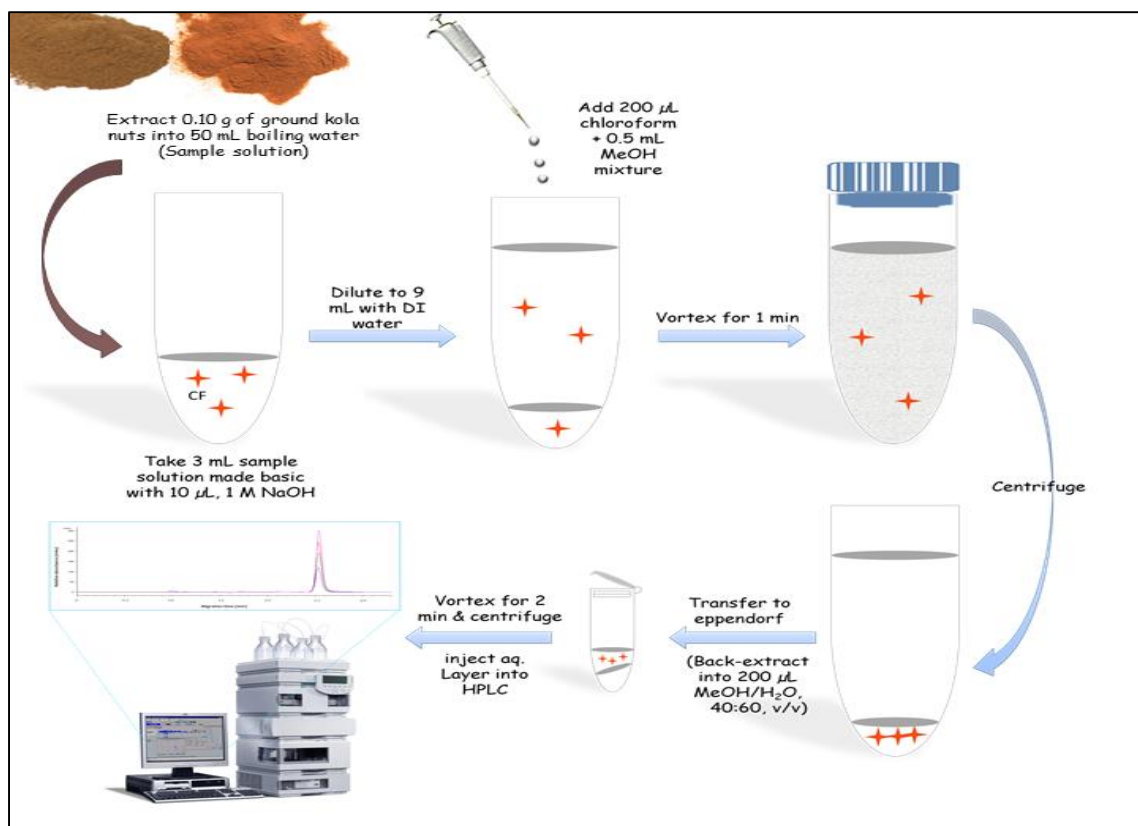 Extract 0.10 g of ground kola
nuts into 50 mL boiling water
(Sample solution)
Add 200 µL
chloroform
+ 0.5 mL
MeOH
mixture
Dilute to 9
mL with DI
water
Vortex for 1 min
CF
Take 3 mL sample
solution made basic
with 10 µL, 1 M NaOH
Centrifuge
Vortex for 2
min & centrifuge
inject aq.
Layer into
HPLC
Transfer to
eppendorf
(Back-extract
into 200 µL
MeOH/H₂O,
40:60, v/v)
Migration time (min)